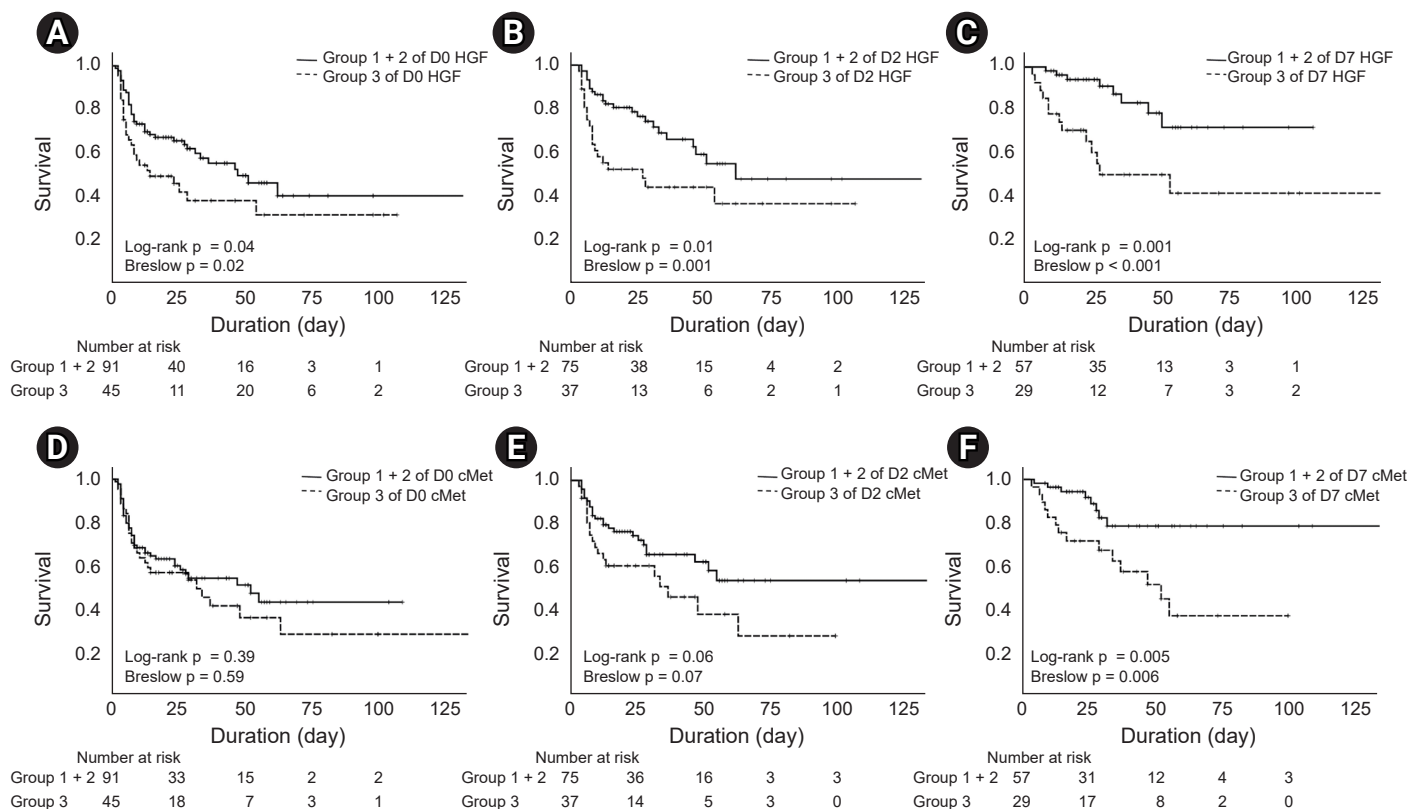 A
Group 1 + 2 of D0 HGF
Group 3 of D0 HGF
1.0
0.8
0.6
0.4
0.2
Survival
Log-rank p = 0.04
Breslow p = 0.02
0 25 50 75 100 125
Duration (day)
Number at risk
Group 1 + 2 91 40 16 3 1
Group 3 45 11 20 6 2
B
Group 1 + 2 of D2 HGF
Group 3 of D2 HGF
1.0
0.8
0.6
0.4
0.2
Survival
Log-rank p = 0.01
Breslow p = 0.001
0 25 50 75 100 125
Duration (day)
Number at risk
Group 1 + 2 75 38 15 4 2
Group 3 37 13 6 2 1
C
Group 1 + 2 of D7 HGF
Group 3 of D7 HGF
1.0
0.8
0.6
0.4
0.2
Survival
Log-rank p = 0.001
Breslow p < 0.001
0 25 50 75 100 125
Duration (day)
Number at risk
Group 1 + 2 57 35 13 3 1
Group 3 29 12 7 3 2
D
Group 1 + 2 of D0 cMet
Group 3 of D0 cMet
1.0
0.8
0.6
0.4
0.2
Survival
Log-rank p = 0.39
Breslow p = 0.59
0 25 50 75 100 125
Duration (day)
Number at risk
Group 1 + 2 91 33 15 2 2
Group 3 45 18 7 3 1
E
Group 1 + 2 of D2 cMet
Group 3 of D2 cMet
1.0
0.8
0.6
0.4
0.2
Survival
Log-rank p = 0.06
Breslow p = 0.07
0 25 50 75 100 125
Duration (day)
Number at risk
Group 1 + 2 75 36 16 3 3
Group 3 37 14 5 3 0
F
Group 1 + 2 of D7 cMet
Group 3 of D7 cMet
1.0
0.8
0.6
0.4
0.2
Survival
Log-rank p = 0.005
Breslow p = 0.006
0 25 50 75 100 125
Duration (day)
Number at risk
Group 1 + 2 57 31 12 4 3
Group 3 29 17 8 2 0